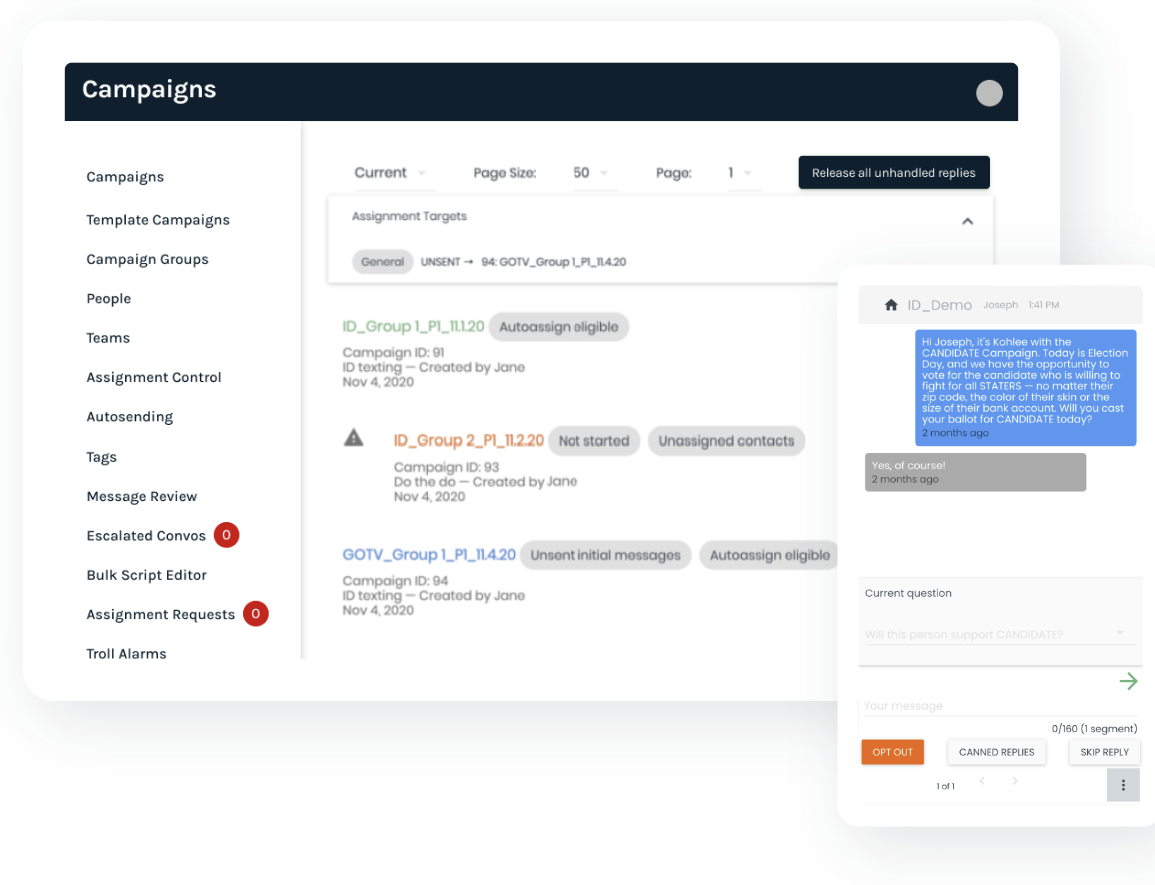 Campaigns
Campaigns
Template Campaigns
Campaign Groups
People
Teams
Assignment Control
Autosending
Tags
Message Review
Escalated Convos 0
Bulk Script Editor
Assignment Requests 0
Troll Alarms
Current Page Size: 50 Page: 1 Release all unhandled replies
Assignment Targets
General UNSENT → 94: GOTV_Group 1_P1_11.4.20
ID_Group 1_P1_11.1.20 Autoassign eligible
Campaign ID: 91
ID texting — Created by Jane
Nov 4, 2020
ID_Group 2_P1_11.2.20 Not started Unassigned contacts
Campaign ID: 93
Do the do — Created by Jane
Nov 4, 2020
GOTV_Group 1_P1_11.4.20 Unsent initial messages Autoassign eligible
Campaign ID: 94
ID texting — Created by Jane
Nov 4, 2020
ID_Demo Joseph 1:41 PM
Hi Joseph, it's Kohlee with the
CANDIDATE Campaign. Today is Election
Day, and we have the opportunity to
vote for the candidate who is willing to
fight for all STATERS — no matter their
zip code, the color of their skin or the
size of their bank account. Will you cast
your ballot for CANDIDATE today?
2 months ago
Yes, of course!
2 months ago
Current question
Will this person support CANDIDATE?
Your message
0/160 (1 segment)
OPT OUT CANNED REPLIES SKIP REPLY
1 of 1